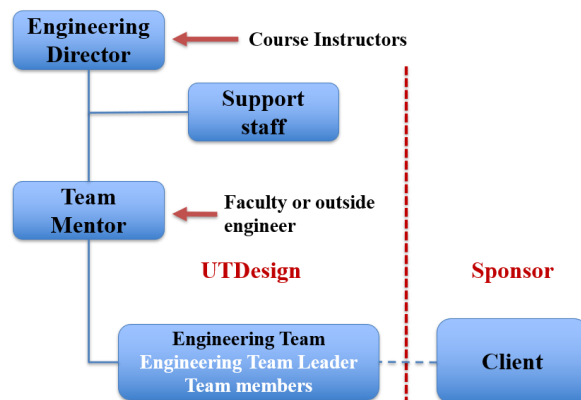 Engineering
Director
Course Instructors
Support
staff
Team
Mentor
Faculty or outside
engineer
UTDesign
Sponsor
Engineering Team
Engineering Team Leader
Team members
Client